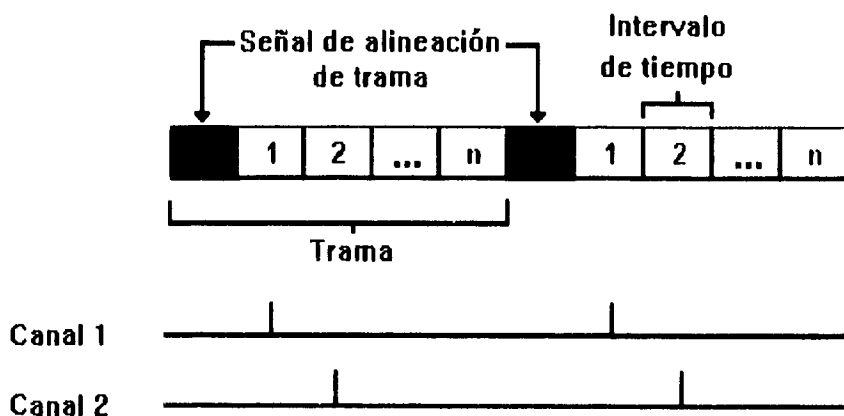 Señal de alineación
de trama
Intervalo
de tiempo
1 2 ... n 1 2 ... n
Trama
Canal 1
Canal 2